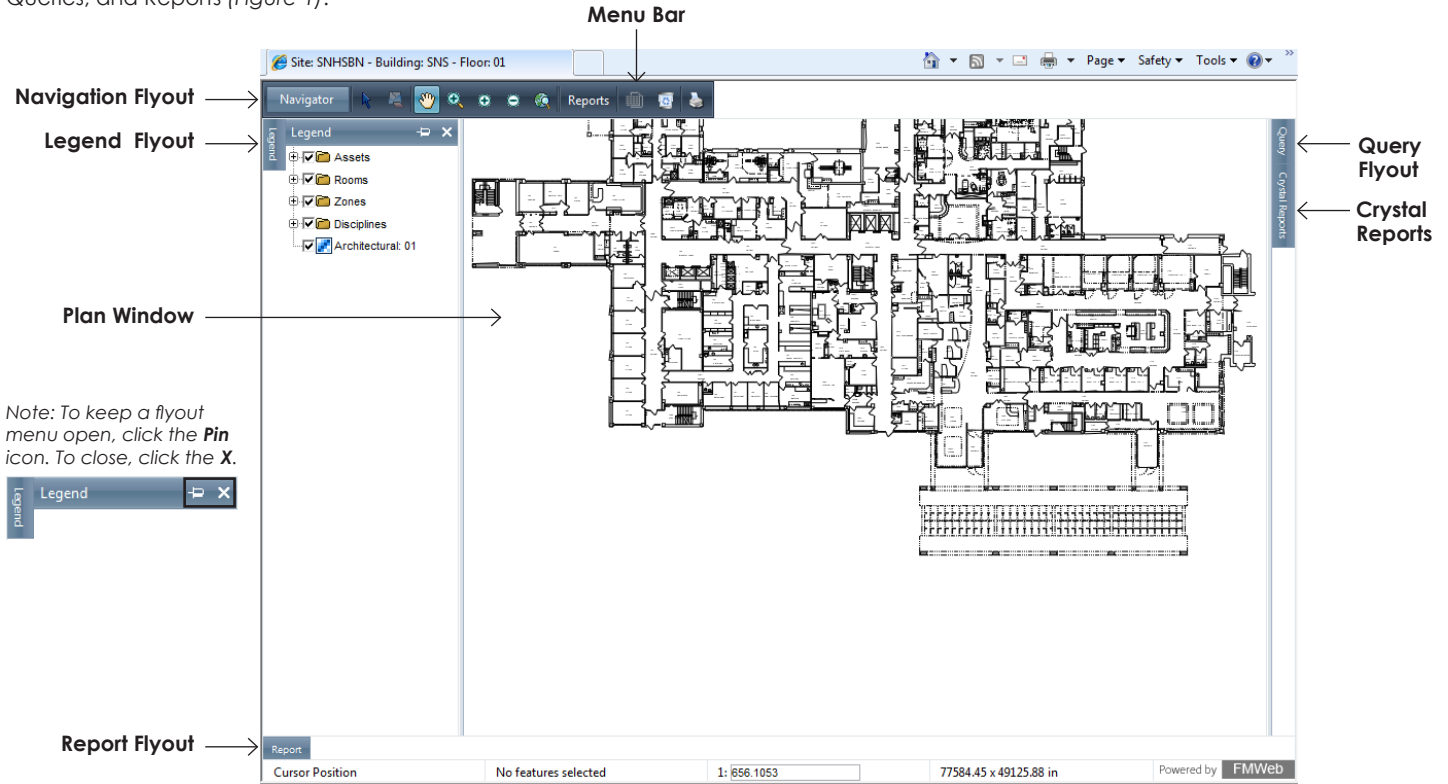 Queries, and Reports (Figure 1).
Menu Bar
Site: SNHSBN - Building: SNS - Floor: 01
Page Safety Tools
Navigation Flyout
Navigator Reports
Legend Flyout
Legend
Legend
Assets
Rooms
Zones
Disciplines
Architectural: 01
Query
Crystal Reports
Query
Flyout
Crystal
Reports
Plan Window
Note: To keep a flyout
menu open, click the Pin
icon. To close, click the X.
Legend
Legend
Report Flyout
Report
Cursor Position
No features selected
1: 656.1053
77584.45 x 49125.88 in
Powered by FMWeb